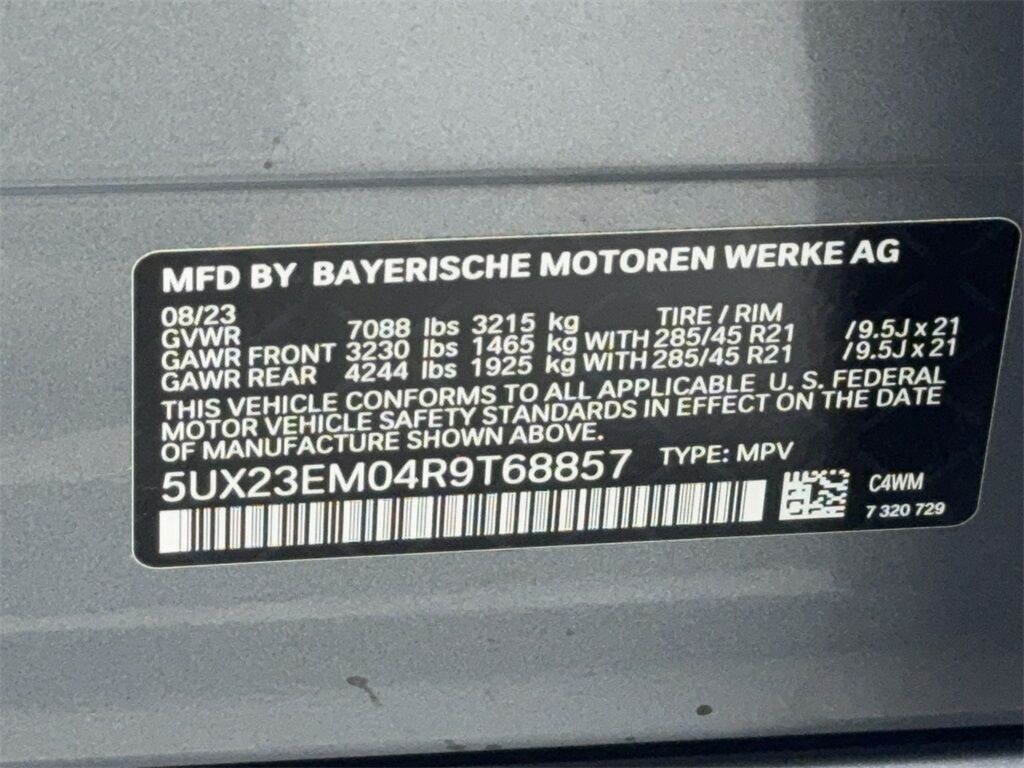 MFD BY BAYERISCHE MOTOREN WERKE AG
08/23 TIRE / RIM
GVWR 7088 lbs 3215 kg
GAWR FRONT 3230 lbs 1465 kg WITH 285/45 R21 /9.5J x 21
GAWR REAR 4244 lbs 1925 kg WITH 285/45 R21 /9.5J x 21
THIS VEHICLE CONFORMS TO ALL APPLICABLE U. S. FEDERAL
MOTOR VEHICLE SAFETY STANDARDS IN EFFECT ON THE DATE
OF MANUFACTURE SHOWN ABOVE.
5UX23EM04R9T68857 TYPE: MPV
C4WM
7 320 729